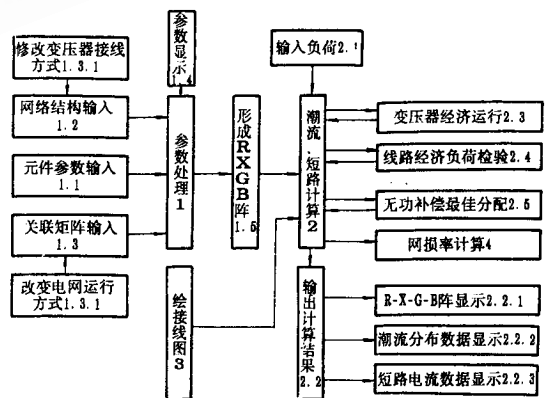 修改变压器接线
方式1.3.1
网络结构输入
1.2
元件参数输入
1.1
关联矩阵输入
1.3
改变电网运行
方式1.3.1
参数显示1.4
参数处理1
绘接线图3
形成RXGB阵1.5
输入负荷2.1
潮流、短路计算2
输出计算结果2.2
变压器经济运行2.3
线路经济负荷检验2.4
无功补偿最佳分配2.5
网损率计算4
R-X-G-B阵显示2.2.1
潮流分布数据显示2.2.2
短路电流数据显示2.2.3